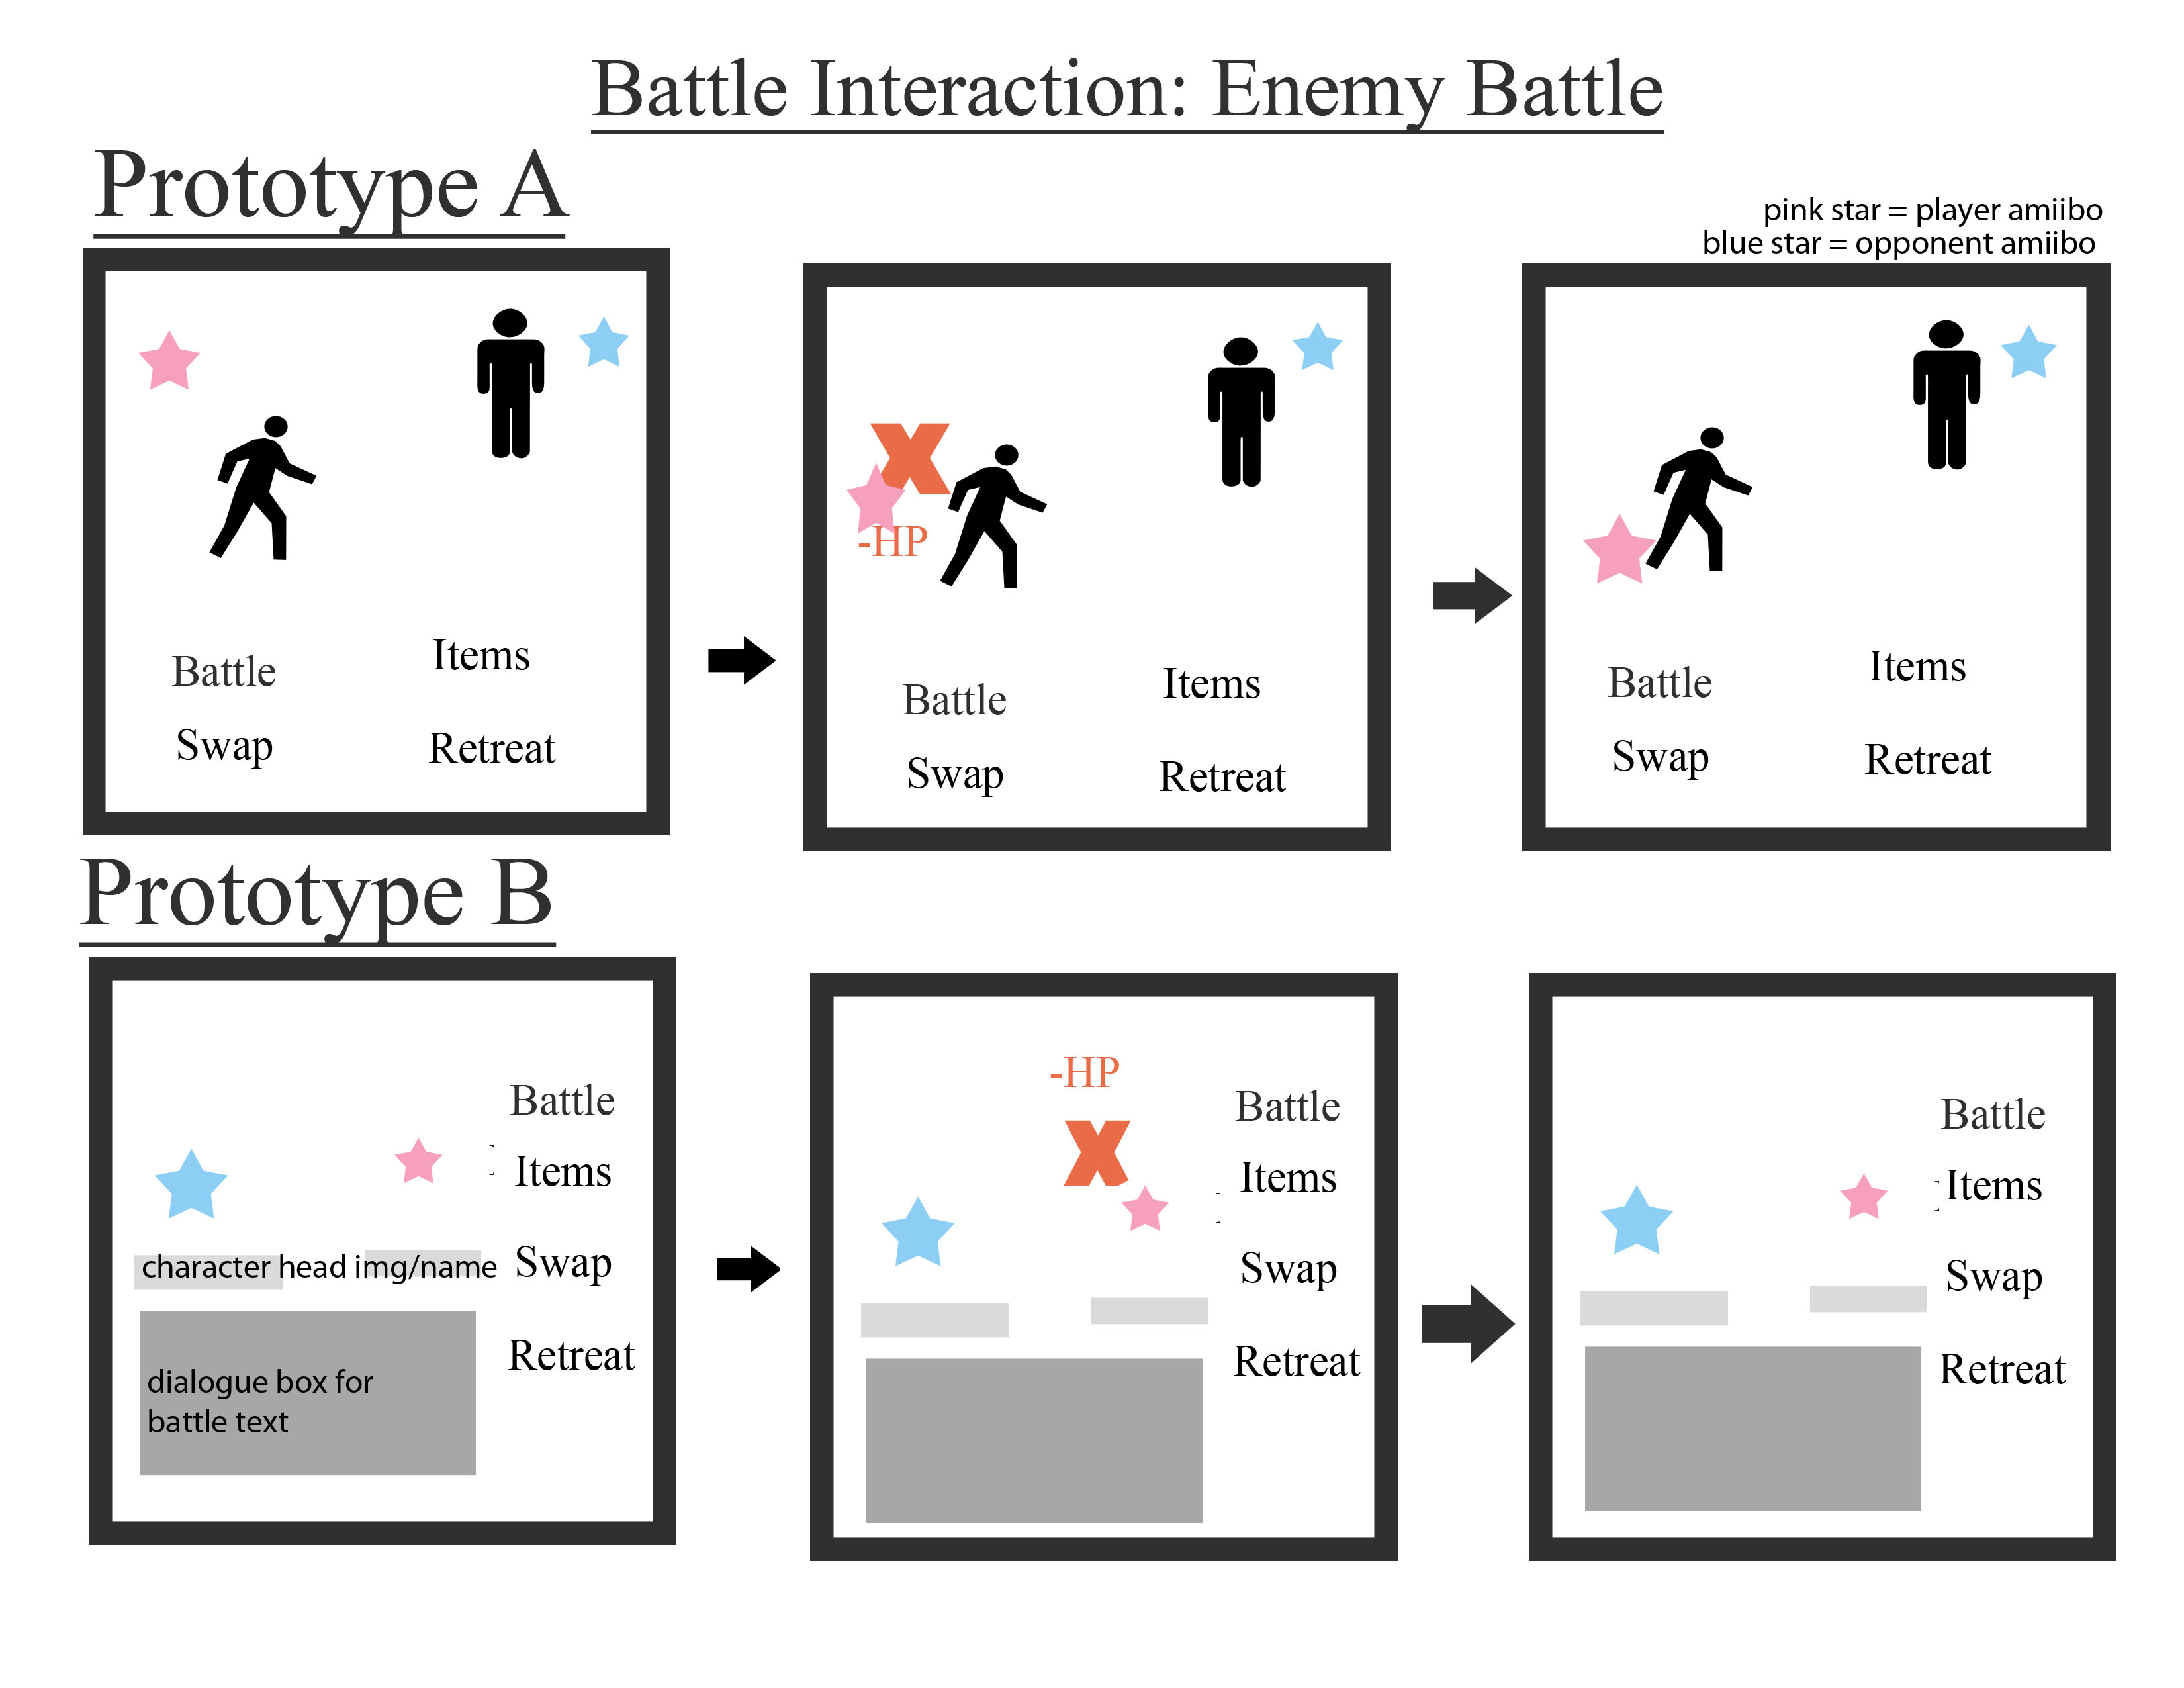 Battle Interaction: Enemy Battle
Prototype A
pink star = player amiibo
blue star = opponent amiibo
Battle
Items
Swap
Retreat
X
-HP
Battle
Items
Swap
Retreat
Battle
Items
Swap
Retreat
Prototype B
Battle
Items
character head img/name
Swap
dialogue box for
battle text
Retreat
-HP
X
Battle
Items
Swap
Retreat
Battle
Items
Swap
Retreat